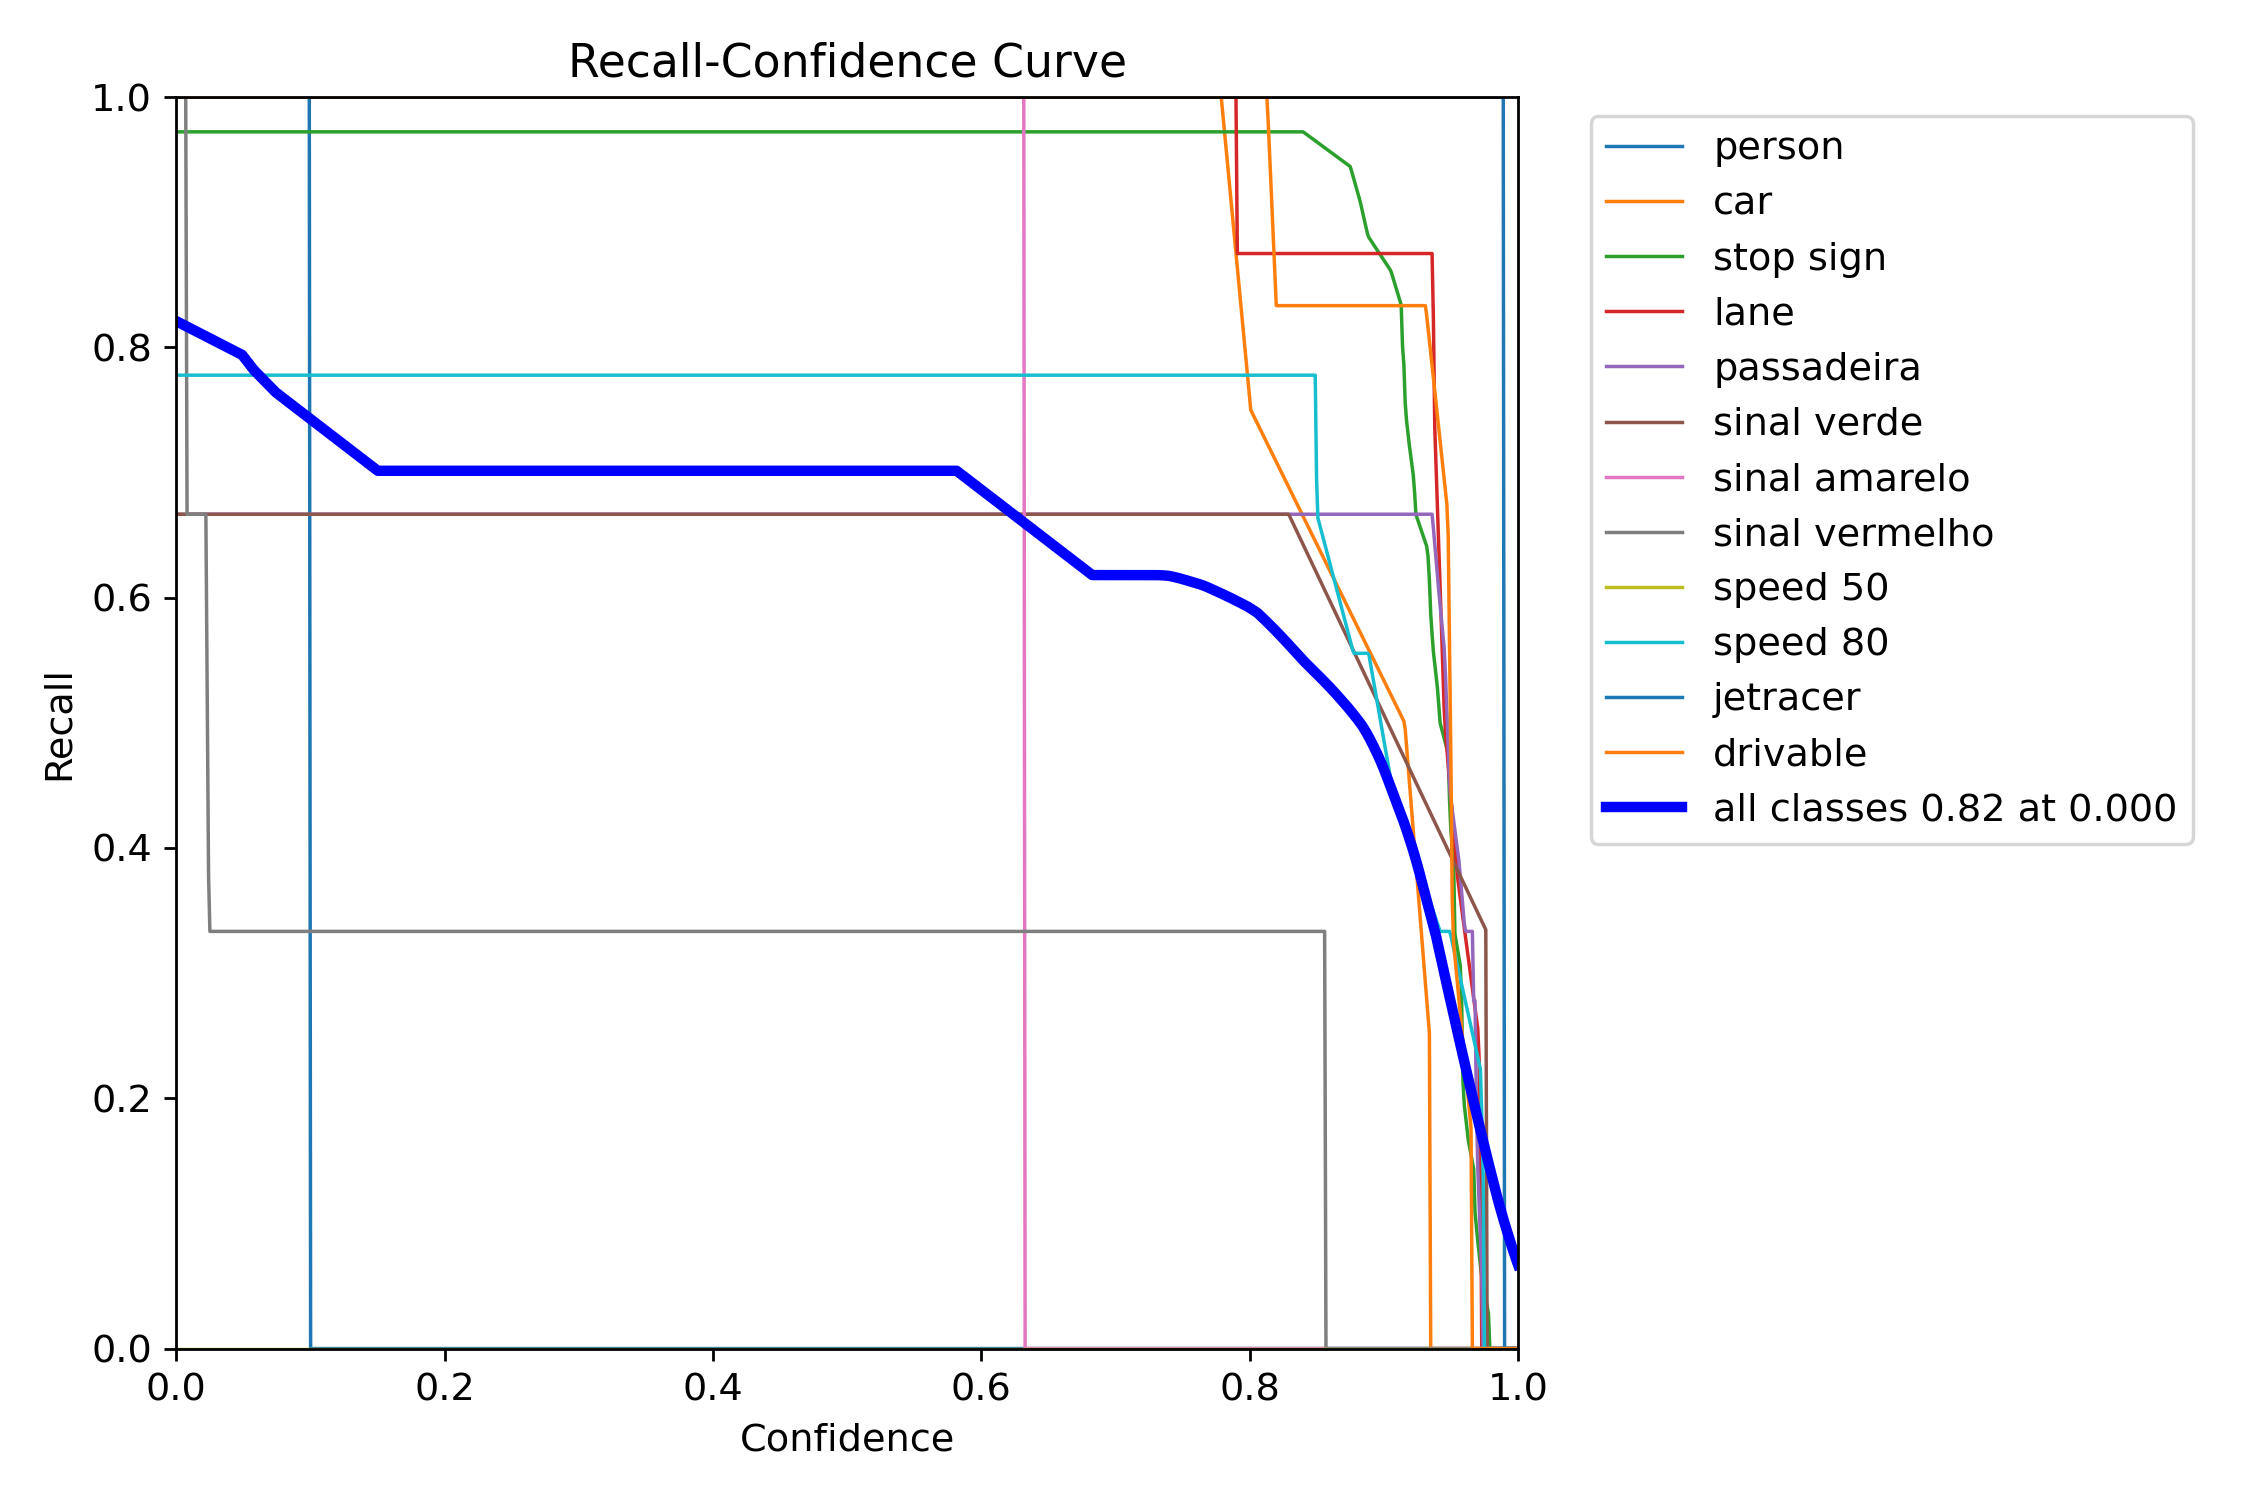 Recall-Confidence Curve
1.0
0.8
0.6
0.4
0.2
0.0
Recall
0.0 0.2 0.4 0.6 0.8 1.0
Confidence
person
car
stop sign
lane
passadeira
sinal verde
sinal amarelo
sinal vermelho
speed 50
speed 80
jetracer
drivable
all classes 0.82 at 0.000